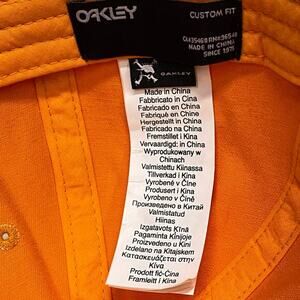 OAKLEY
CUSTOM FIT
MADE IN CHINA
SINCE 1975
OAKLEY
Made in China
Fabbricato in Cina
Fabriqué en Chine
Hergestellt in China
Fabricado na China
Fremstillet i Kina
Vervaardigd: in China
Wyprodukowany w
Chinach
Valmistettu Kiinassa
Tillverkad i Kina
Vyrobené v Číne
Produsert i Kina
Vyrobeno v Číně
Произведено в Китай
Valmistatud
Hiinas
Izgatavots Ķīnā
Pagaminta Kinijoje
Proizvedeno u Kini
Izdelano na Kitajskem
Κατασκευάζεται στην
Κίνα
Prodott fiċ-Ċina
Framleitt í Kína